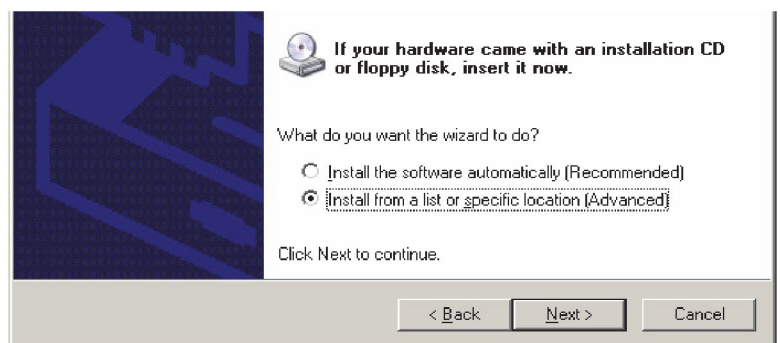 If your hardware came with an installation CD
or floppy disk, insert it now.
What do you want the wizard to do?
Install the software automatically (Recommended)
Install from a list or specific location (Advanced)
Click Next to continue.
< Back Next > Cancel